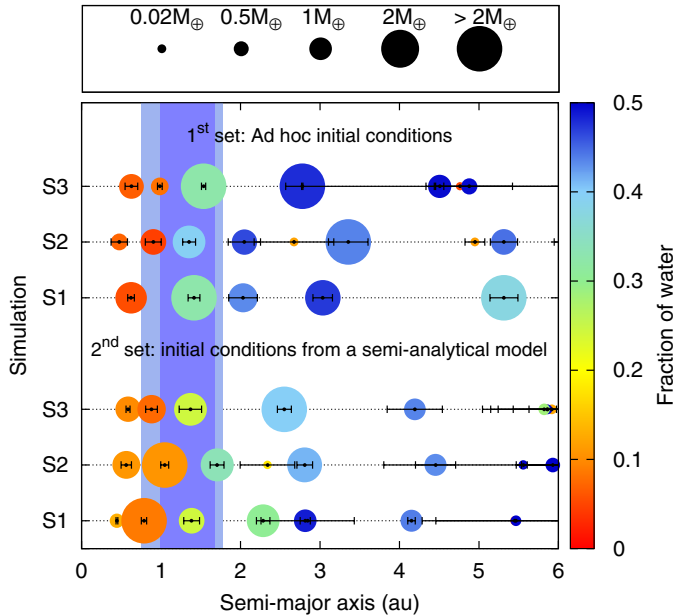 0.02M⊕ 0.5M⊕ 1M⊕ 2M⊕ > 2M⊕
1st set: Ad hoc initial conditions
S3
S2
S1
2nd set: initial conditions from a semi-analytical model
S3
S2
S1
Simulation
0 1 2 3 4 5 6
Semi-major axis (au)
0.5
0.4
0.3
0.2
0.1
0
Fraction of water